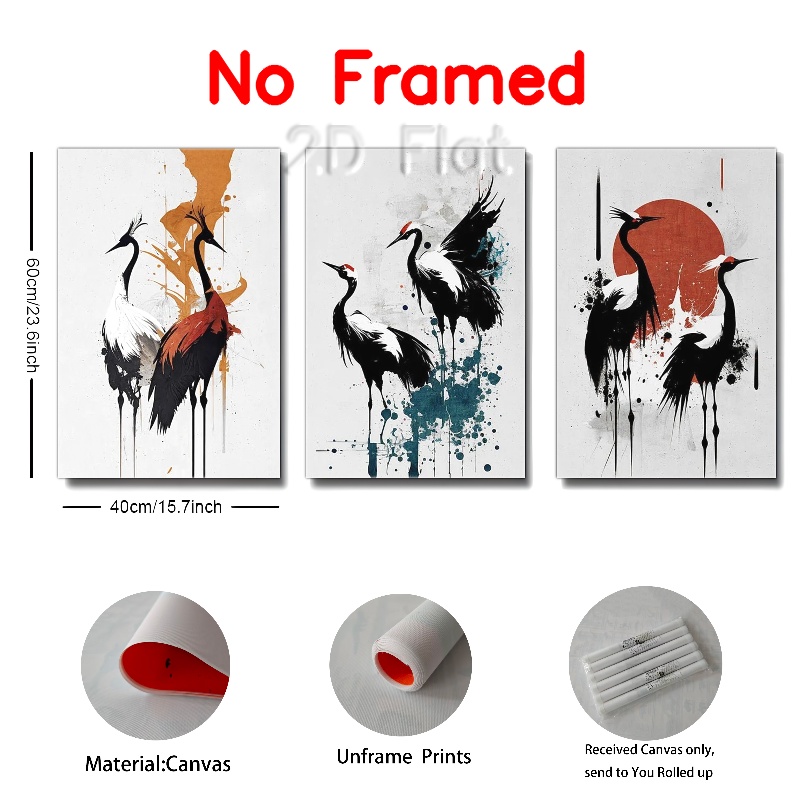 No Framed
2.D Flat.
60cm/23.6inch
40cm/15.7inch
Material:Canvas
Unframe Prints
Received Canvas only,
send to You Rolled up